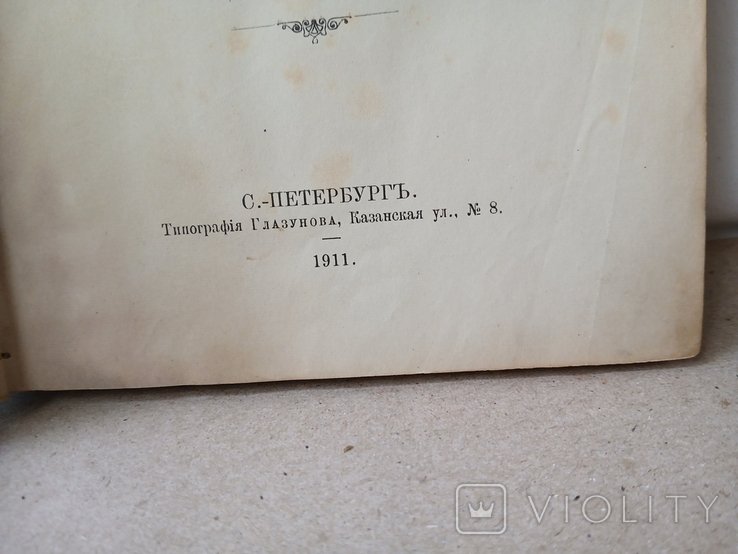 С.-ПЕТЕРБУРГЪ.
Типографія Глазунова, Казанская ул., № 8.
1911.
VIOLITY